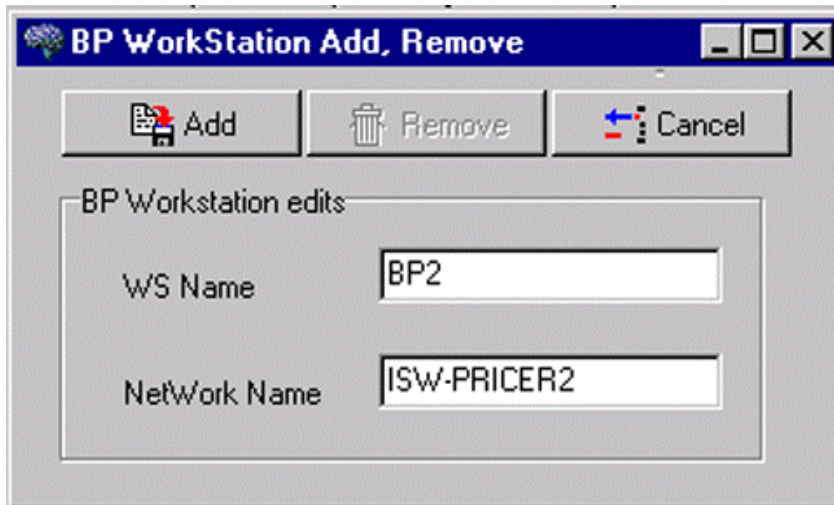 BP WorkStation Add, Remove
Add Remove Cancel
BP Workstation edits
WS Name BP2
NetWork Name ISW-PRICER2